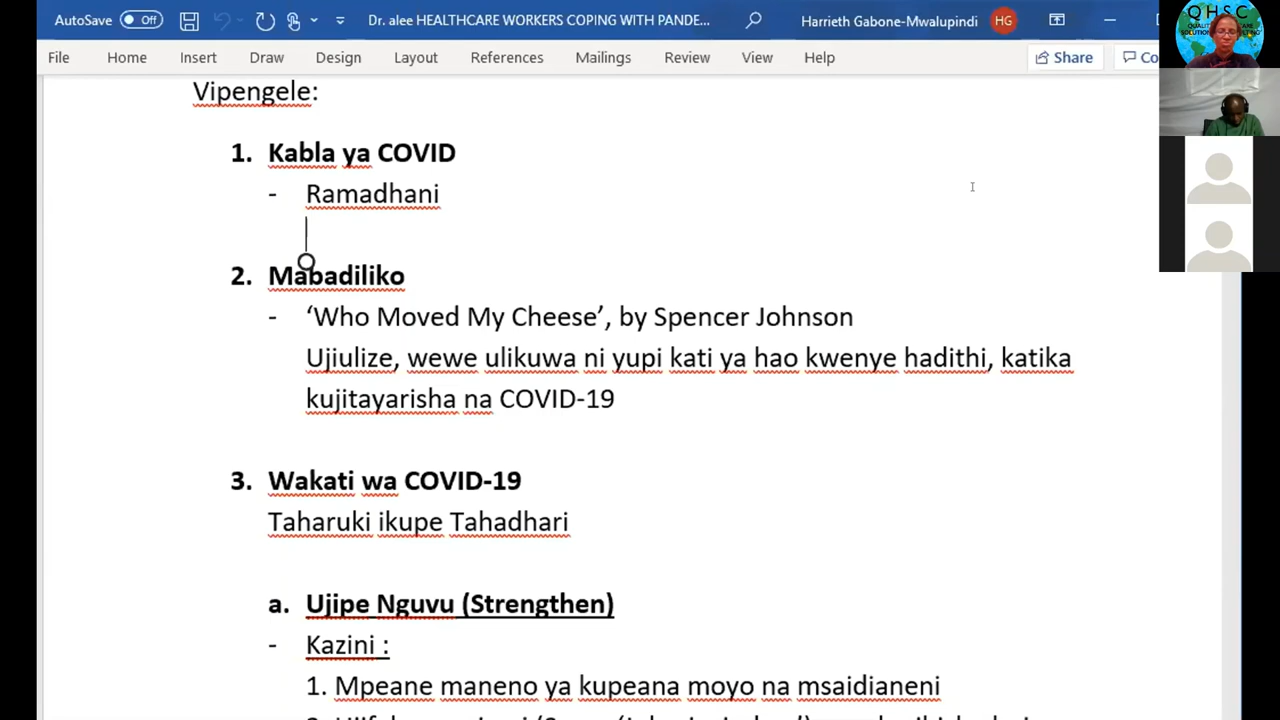 AutoSave Off Dr. alee HEALTHCARE WORKERS COPING WITH PANDE... Harrieth Gabone-Mwalupindi HG
File Home Insert Draw Design Layout References Mailings Review View Help Share Co
QHSC
Vipengele:
1. Kabla ya COVID
- Ramadhani
2. Mabadiliko
- ‘Who Moved My Cheese’, by Spencer Johnson
Ujiulize, wewe ulikuwa ni yupi kati ya hao kwenye hadithi, katika
kujitayarisha na COVID-19
3. Wakati wa COVID-19
Taharuki ikupe Tahadhari
a. Ujipe Nguvu (Strengthen)
- Kazini :
1. Mpeane maneno ya kupeana moyo na msaidianeni